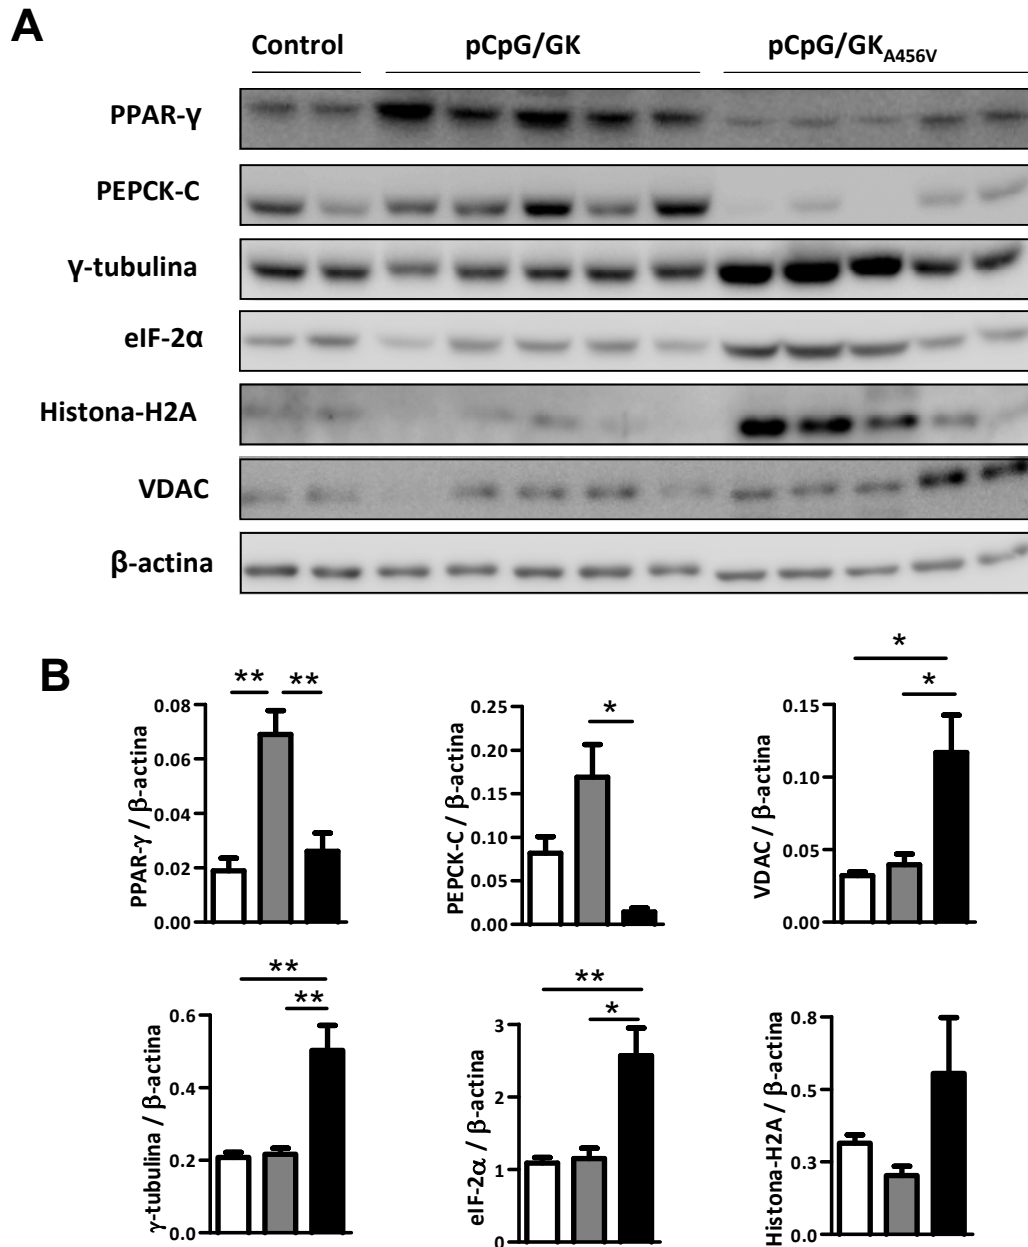 A
Control pCpG/GK pCpG/GK_A456V
PPAR-γ
PEPCK-C
γ-tubulina
eIF-2α
Histona-H2A
VDAC
β-actina
B
** **
PPAR-γ / β-actina
0.08
0.06
0.04
0.02
0.00
*
PEPCK-C / β-actina
0.25
0.20
0.15
0.10
0.05
0.00
*
*
VDAC / β-actina
0.15
0.10
0.05
0.00
**
**
γ-tubulina / β-actina
0.6
0.4
0.2
0.0
**
*
eIF-2α / β-actina
3
2
1
0
Histona-H2A / β-actina
0.8
0.5
0.3
0.0